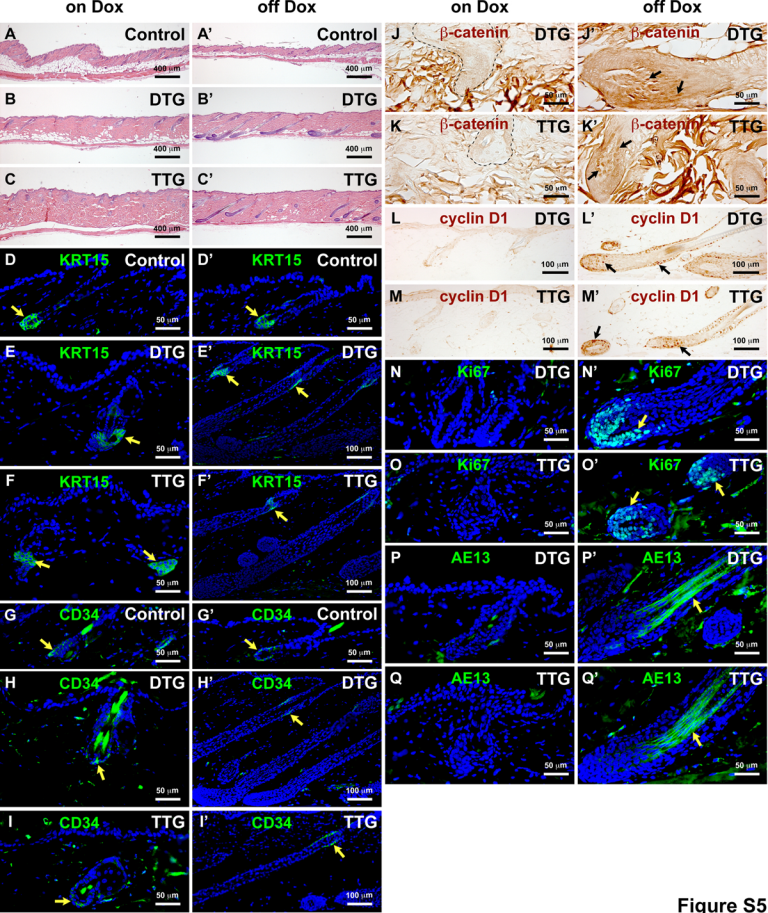 on Dox
off Dox
A
Control
400 µm
A’
Control
400 µm
B
DTG
400 µm
B’
DTG
400 µm
C
TTG
400 µm
C’
TTG
400 µm
D
KRT15
Control
50 µm
D’
KRT15
Control
50 µm
E
KRT15
DTG
50 µm
E’
KRT15
DTG
100 µm
F
KRT15
TTG
50 µm
F’
KRT15
TTG
100 µm
G
CD34
Control
50 µm
G’
CD34
Control
50 µm
H
CD34
DTG
50 µm
H’
CD34
DTG
100 µm
I
CD34
TTG
50 µm
I’
CD34
TTG
100 µm
on Dox
off Dox
J
β-catenin
DTG
50 µm
J’
β-catenin
DTG
50 µm
K
β-catenin
TTG
50 µm
K’
β-catenin
TTG
50 µm
L
cyclin D1
DTG
100 µm
L’
cyclin D1
DTG
100 µm
M
cyclin D1
TTG
100 µm
M’
cyclin D1
TTG
100 µm
N
Ki67
DTG
50 µm
N’
Ki67
DTG
50 µm
O
Ki67
TTG
50 µm
O’
Ki67
TTG
50 µm
P
AE13
DTG
50 µm
P’
AE13
DTG
50 µm
Q
AE13
TTG
50 µm
Q’
AE13
TTG
50 µm
Figure S5